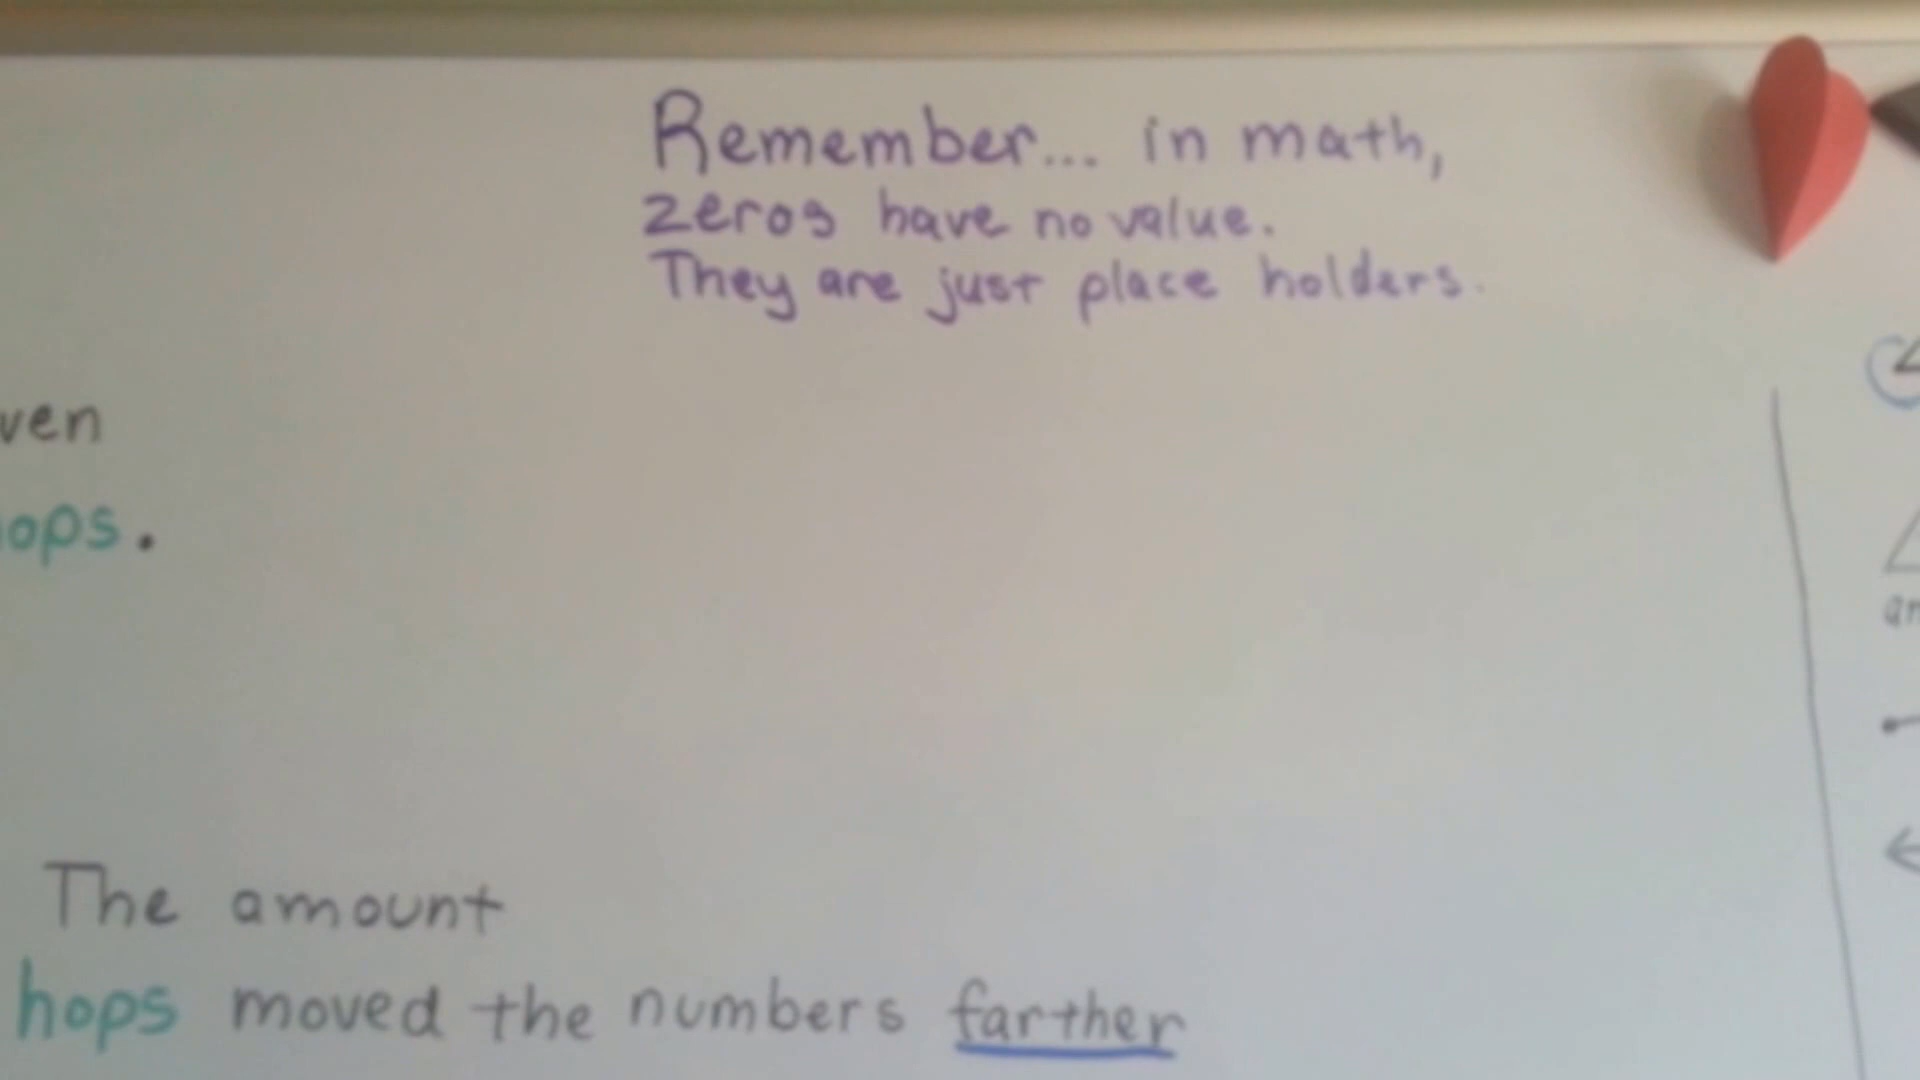 Remember... in math,
zeros have no value.
They are just place holders.
ven
ops.
an
The amount
hops moved the numbers farther